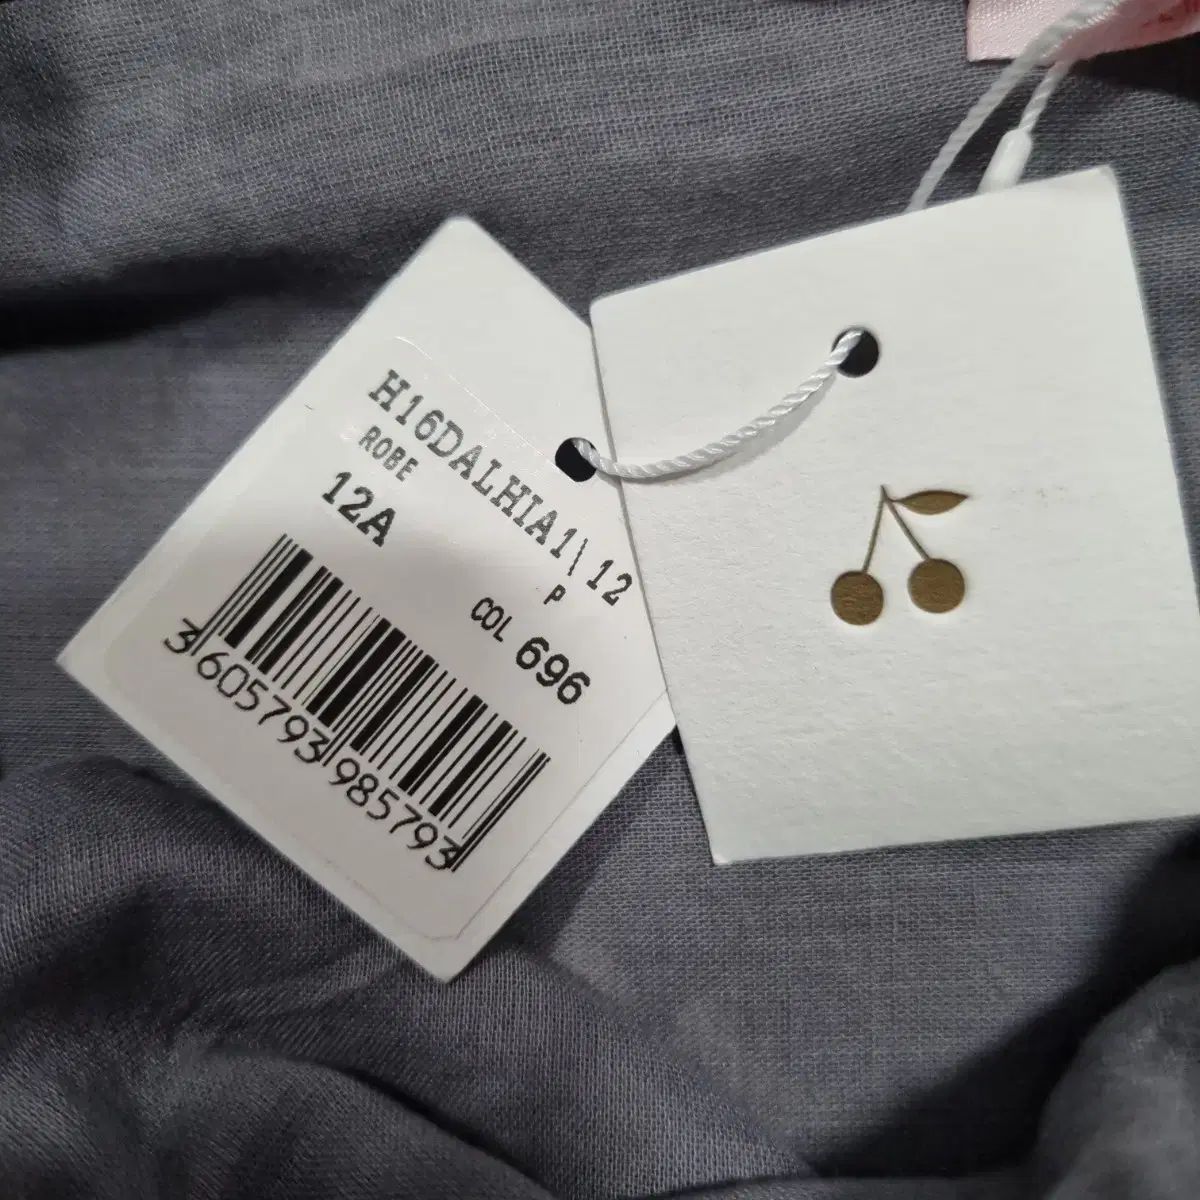 H16DALHIA1\12
ROBE P
12A COL 696
3605793985793